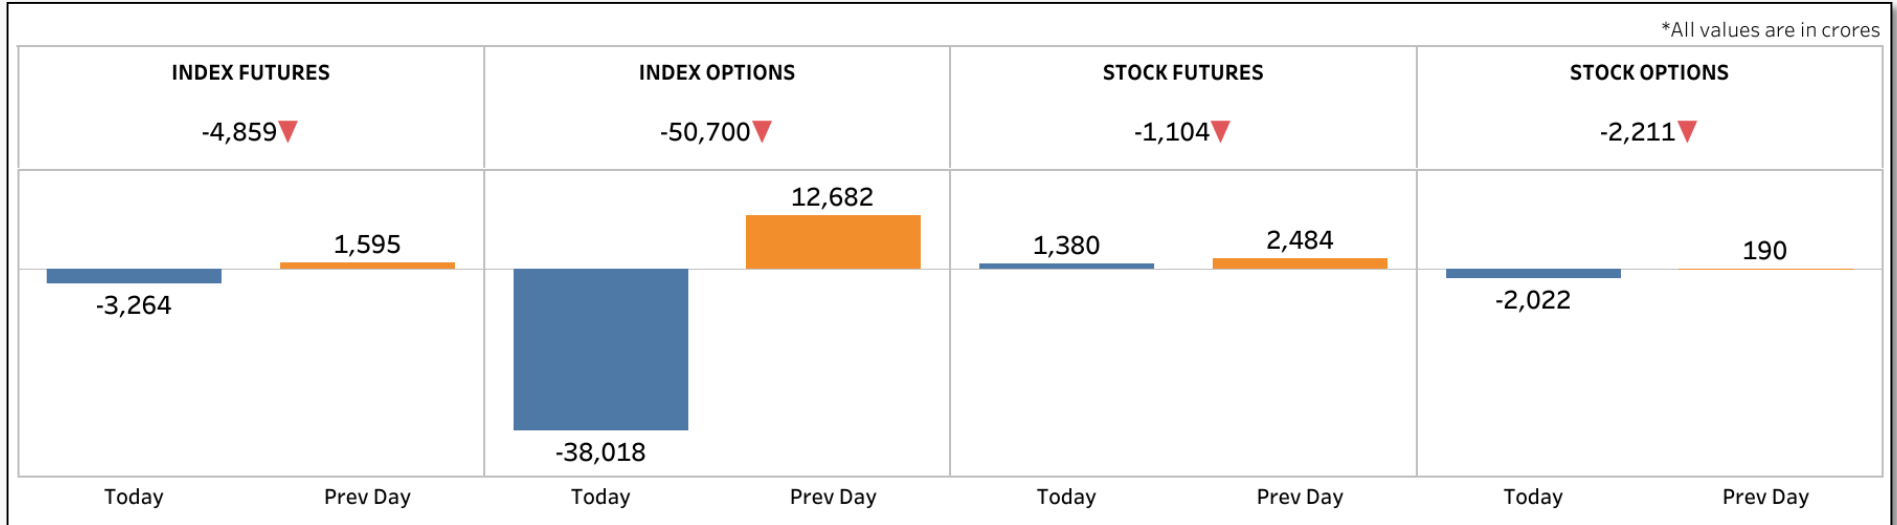 *All values are in crores
INDEX FUTURES
-4,859▼
1,595
-3,264
Today Prev Day
INDEX OPTIONS
-50,700▼
12,682
-38,018
Today Prev Day
STOCK FUTURES
-1,104▼
1,380 2,484
Today Prev Day
STOCK OPTIONS
-2,211▼
190
-2,022
Today Prev Day